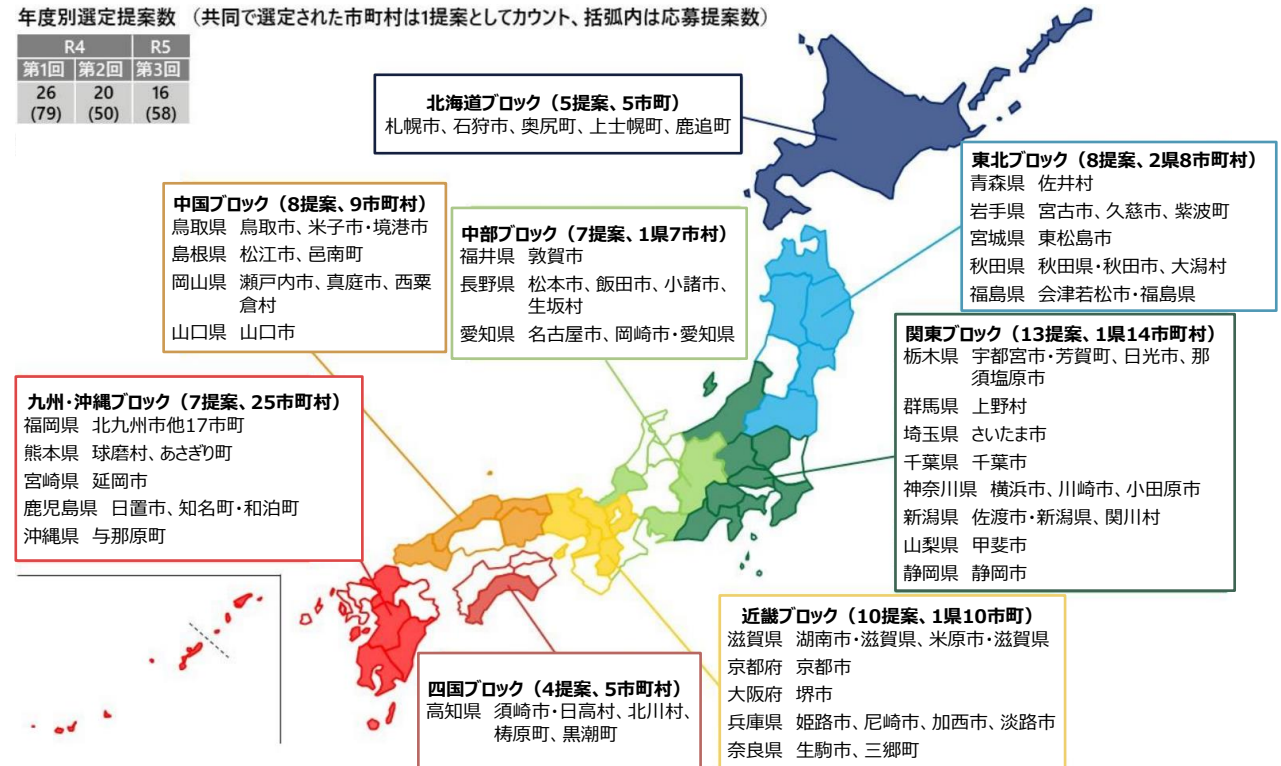 年度別選定提案数 (共同で選定された市町村は1提案としてカウント、括弧内は応募提案数)
R4 R5
第1回 第2回 第3回
26 20 16
(79) (50) (58)
北海道ブロック（5提案、5市町）
札幌市、石狩市、奥尻町、上士幌町、鹿追町
東北ブロック（8提案、2県8市町村）
青森県 佐井村
岩手県 宮古市、久慈市、紫波町
宮城県 東松島市
秋田県 秋田県・秋田市、大潟村
福島県 会津若松市・福島県
中国ブロック（8提案、9市町村）
鳥取県 鳥取市、米子市・境港市
島根県 松江市、邑南町
岡山県 瀬戸内市、真庭市、西粟
倉村
山口県 山口市
中部ブロック（7提案、1県7市村）
福井県 敦賀市
長野県 松本市、飯田市、小諸市、
生坂村
愛知県 名古屋市、岡崎市・愛知県
関東ブロック（13提案、1県14市町村）
栃木県 宇都宮市・芳賀町、日光市、那
須塩原市
群馬県 上野村
埼玉県 さいたま市
千葉県 千葉市
神奈川県 横浜市、川崎市、小田原市
新潟県 佐渡市・新潟県、関川村
山梨県 甲斐市
静岡県 静岡市
九州・沖縄ブロック（7提案、25市町村）
福岡県 北九州市他17市町
熊本県 球磨村、あさぎり町
宮崎県 延岡市
鹿児島県 日置市、知名町・和泊町
沖縄県 与那原町
四国ブロック（4提案、5市町村）
高知県 須崎市・日高村、北川村、
梼原町、黒潮町
近畿ブロック（10提案、1県10市町）
滋賀県 湖南市・滋賀県、米原市・滋賀県
京都府 京都市
大阪府 堺市
兵庫県 姫路市、尼崎市、加西市、淡路市
奈良県 生駒市、三郷町